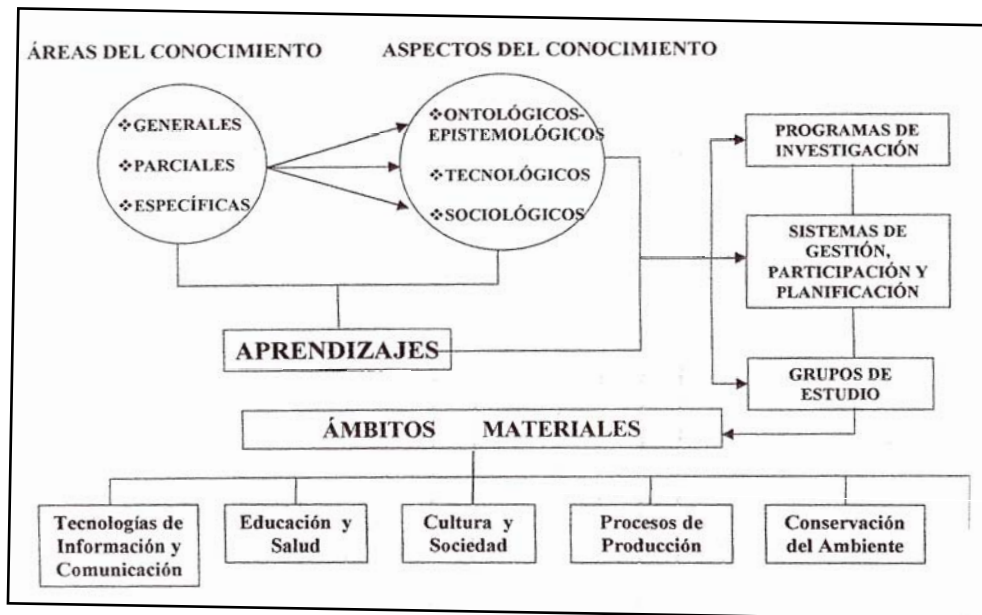 ÁREAS DEL CONOCIMIENTO
ASPECTOS DEL CONOCIMIENTO
❖GENERALES
❖PARCIALES
❖ESPECÍFICAS
❖ONTOLÓGICOS-
EPISTEMOLÓGICOS
❖TECNOLÓGICOS
❖SOCIOLÓGICOS
PROGRAMAS DE
INVESTIGACIÓN
SISTEMAS DE
GESTIÓN,
PARTICIPACIÓN Y
PLANIFICACIÓN
GRUPOS DE
ESTUDIO
APRENDIZAJES
ÁMBITOS MATERIALES
Tecnologías de
Información y
Comunicación
Educación y
Salud
Cultura y
Sociedad
Procesos de
Producción
Conservación
del Ambiente